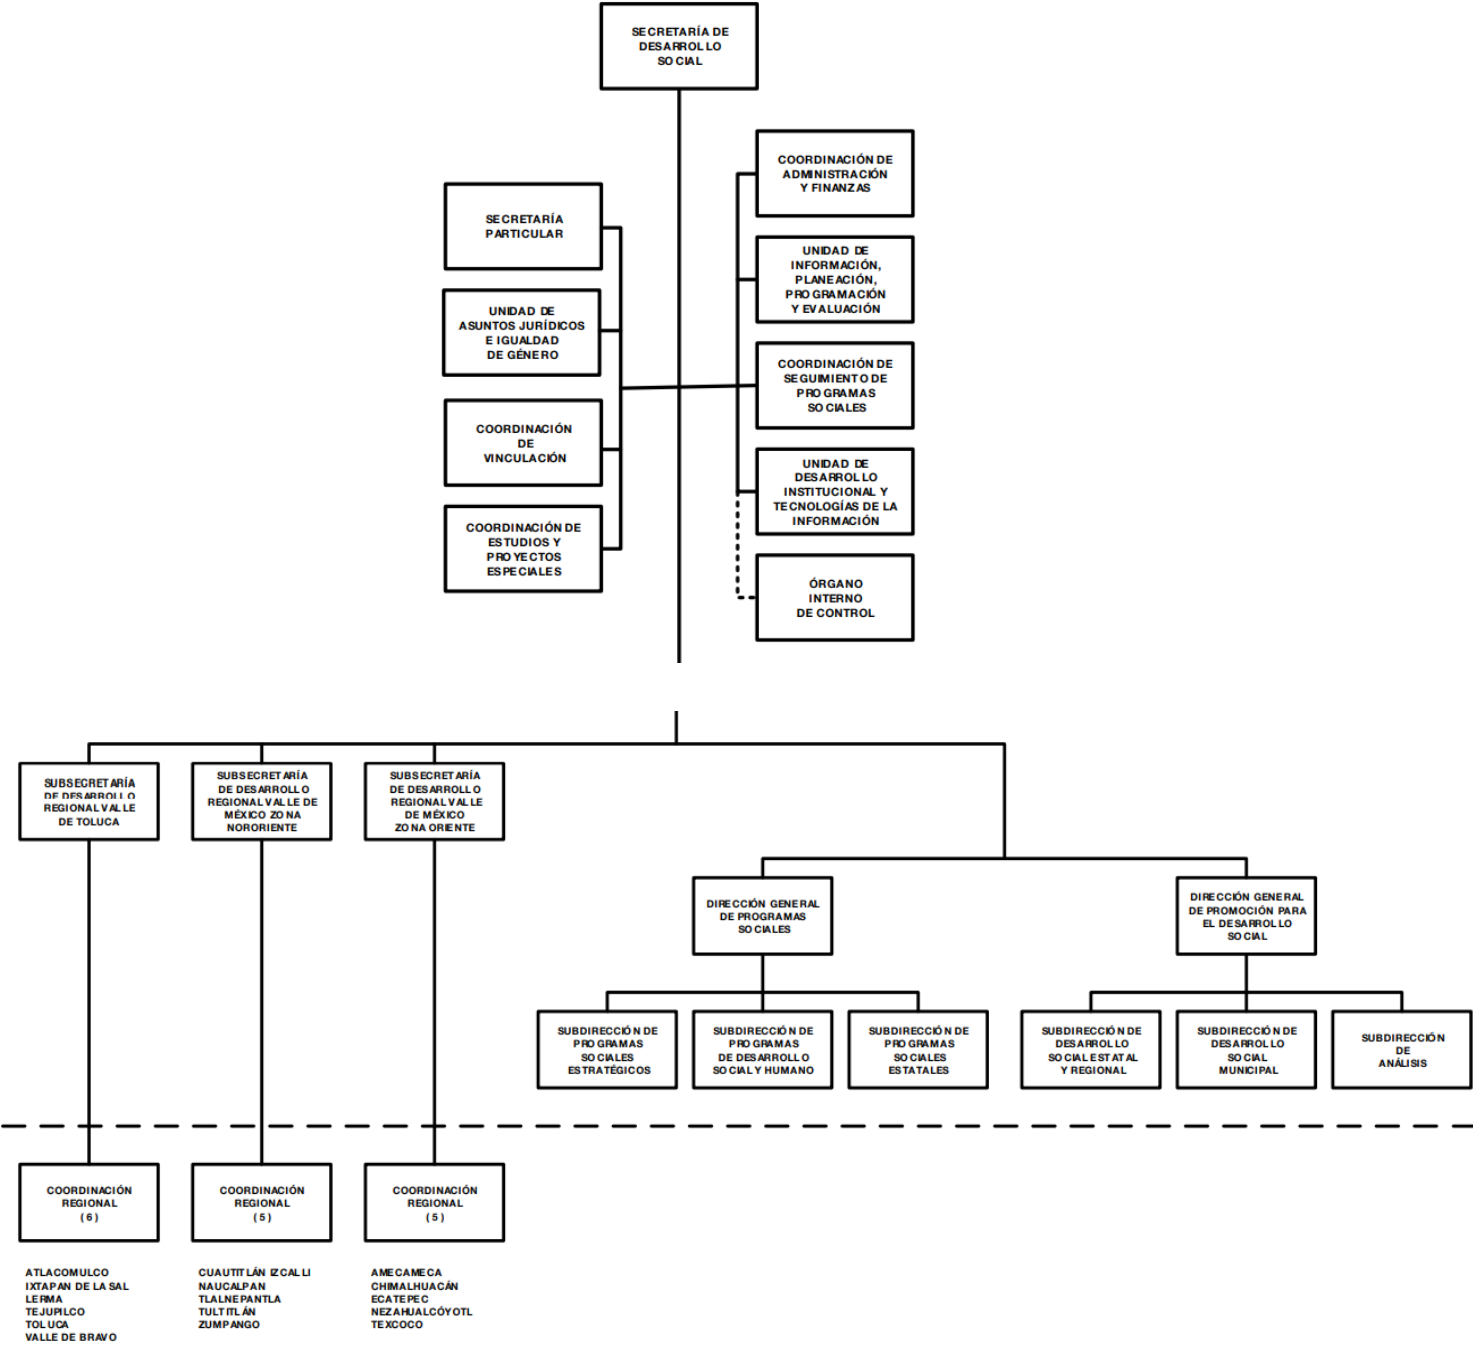 SECRETARÍA DE
DESARROLLO
SOCIAL
COORDINACIÓN DE
ADMINISTRACIÓN
Y FINANZAS
SECRETARÍA
PARTICULAR
UNIDAD DE
INFORMACIÓN,
PLANEACIÓN,
PROGRAMACIÓN
Y EVALUACIÓN
UNIDAD DE
ASUNTOS JURÍDICOS
E IGUALDAD
DE GÉNERO
COORDINACIÓN DE
SEGUIMIENTO DE
PROGRAMAS
SOCIALES
COORDINACIÓN
DE
VINCULACIÓN
UNIDAD DE
DESARROLLO
INSTITUCIONAL Y
TECNOLOGÍAS DE LA
INFORMACIÓN
COORDINACIÓN DE
ESTUDIOS Y
PROYECTOS
ESPECIALES
ÓRGANO
INTERNO
DE CONTROL
SUBSECRETARÍA
DE DESARROLLO
REGIONAL VALLE
DE TOLUCA
SUBSECRETARÍA
DE DESARROLLO
REGIONAL VALLE DE
MÉXICO ZONA
NORORIENTE
SUBSECRETARÍA
DE DESARROLLO
REGIONAL VALLE
DE MÉXICO
ZONA ORIENTE
DIRECCIÓN GENERAL
DE PROGRAMAS
SOCIALES
DIRECCIÓN GENERAL
DE PROMOCIÓN PARA
EL DESARROLLO
SOCIAL
SUBDIRECCIÓN DE
PROGRAMAS
SOCIALES
ESTRATÉGICOS
SUBDIRECCIÓN DE
PROGRAMAS
DE DESARROLLO
SOCIAL Y HUMANO
SUBDIRECCIÓN DE
PROGRAMAS
SOCIALES
ESTATALES
SUBDIRECCIÓN DE
DESARROLLO
SOCIAL ESTATAL
Y REGIONAL
SUBDIRECCIÓN DE
DESARROLLO
SOCIAL
MUNICIPAL
SUBDIRECCIÓN
DE
ANÁLISIS
COORDINACIÓN
REGIONAL
( 6 )
COORDINACIÓN
REGIONAL
( 5 )
COORDINACIÓN
REGIONAL
( 5 )
ATLACOMULCO
IXTAPAN DE LA SAL
LERMA
TEJUPILCO
TOLUCA
VALLE DE BRAVO
CUAUTITLÁN IZCALLI
NAUCALPAN
TLALNEPANTLA
TULTITLÁN
ZUMPANGO
AMECAMECA
CHIMALHUACÁN
ECATEPEC
NEZAHUALCÓYOTL
TEXCOCO